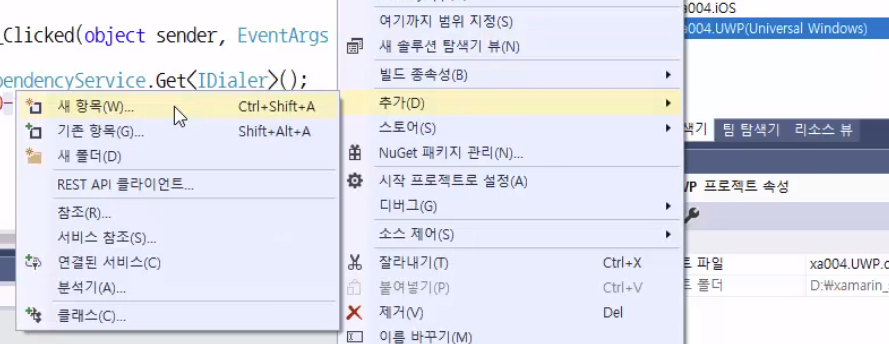 _Clicked(object sender, EventArgs
pendencyService.Get<IDialer>();
새 항목(W)... Ctrl+Shift+A
기존 항목(G)... Shift+Alt+A
새 폴더(D)
REST API 클라이언트...
참조(R)...
서비스 참조(S)...
연결된 서비스(C)
분석기(A)...
클래스(C)...
여기까지 범위 지정(S)
새 솔루션 탐색기 뷰(N)
빌드 종속성(B)
추가(D)
스토어(S)
NuGet 패키지 관리(N)...
시작 프로젝트로 설정(A)
디버그(G)
소스 제어(S)
잘라내기(T) Ctrl+X
붙여넣기(P) Ctrl+V
제거(V) Del
이름 바꾸기(M)
a004.iOS
a004.UWP(Universal Windows)
색기 팀 탐색기 리소스 뷰
WP 프로젝트 속성
트 파일 xa004.UWP.c
트 폴더 D:₩xamarin_s